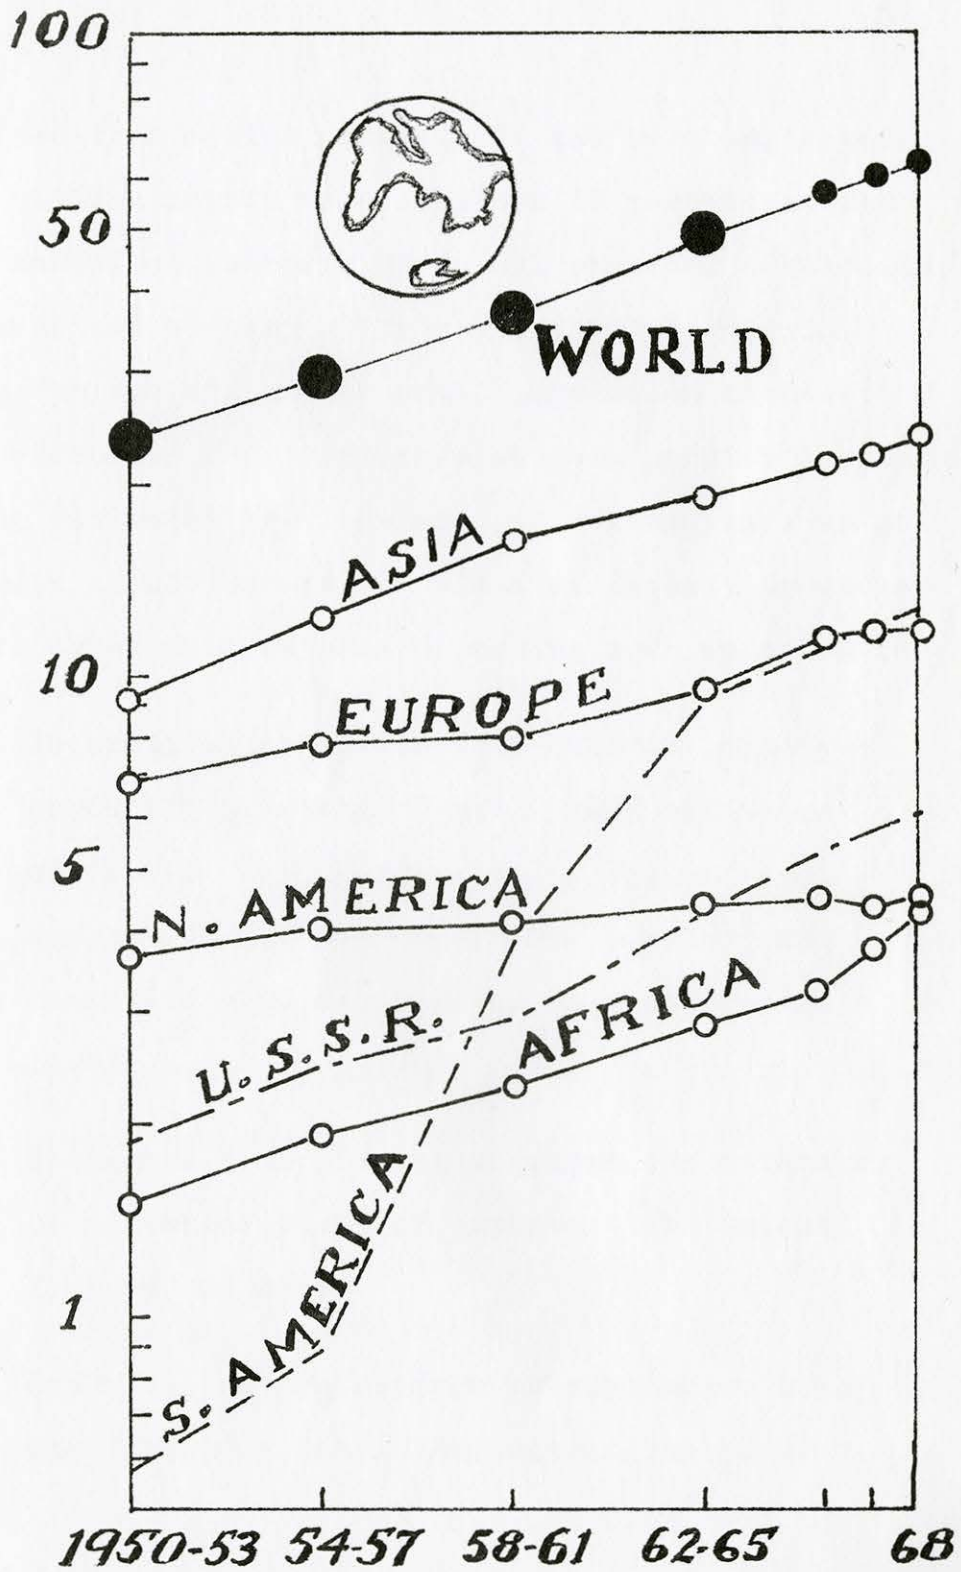 100
50
WORLD
ASIA
10
EUROPE
5
N. AMERICA
U.S.S.R.
AFRICA
S. AMERICA
1
1950-53 54-57 58-61 62-65 68